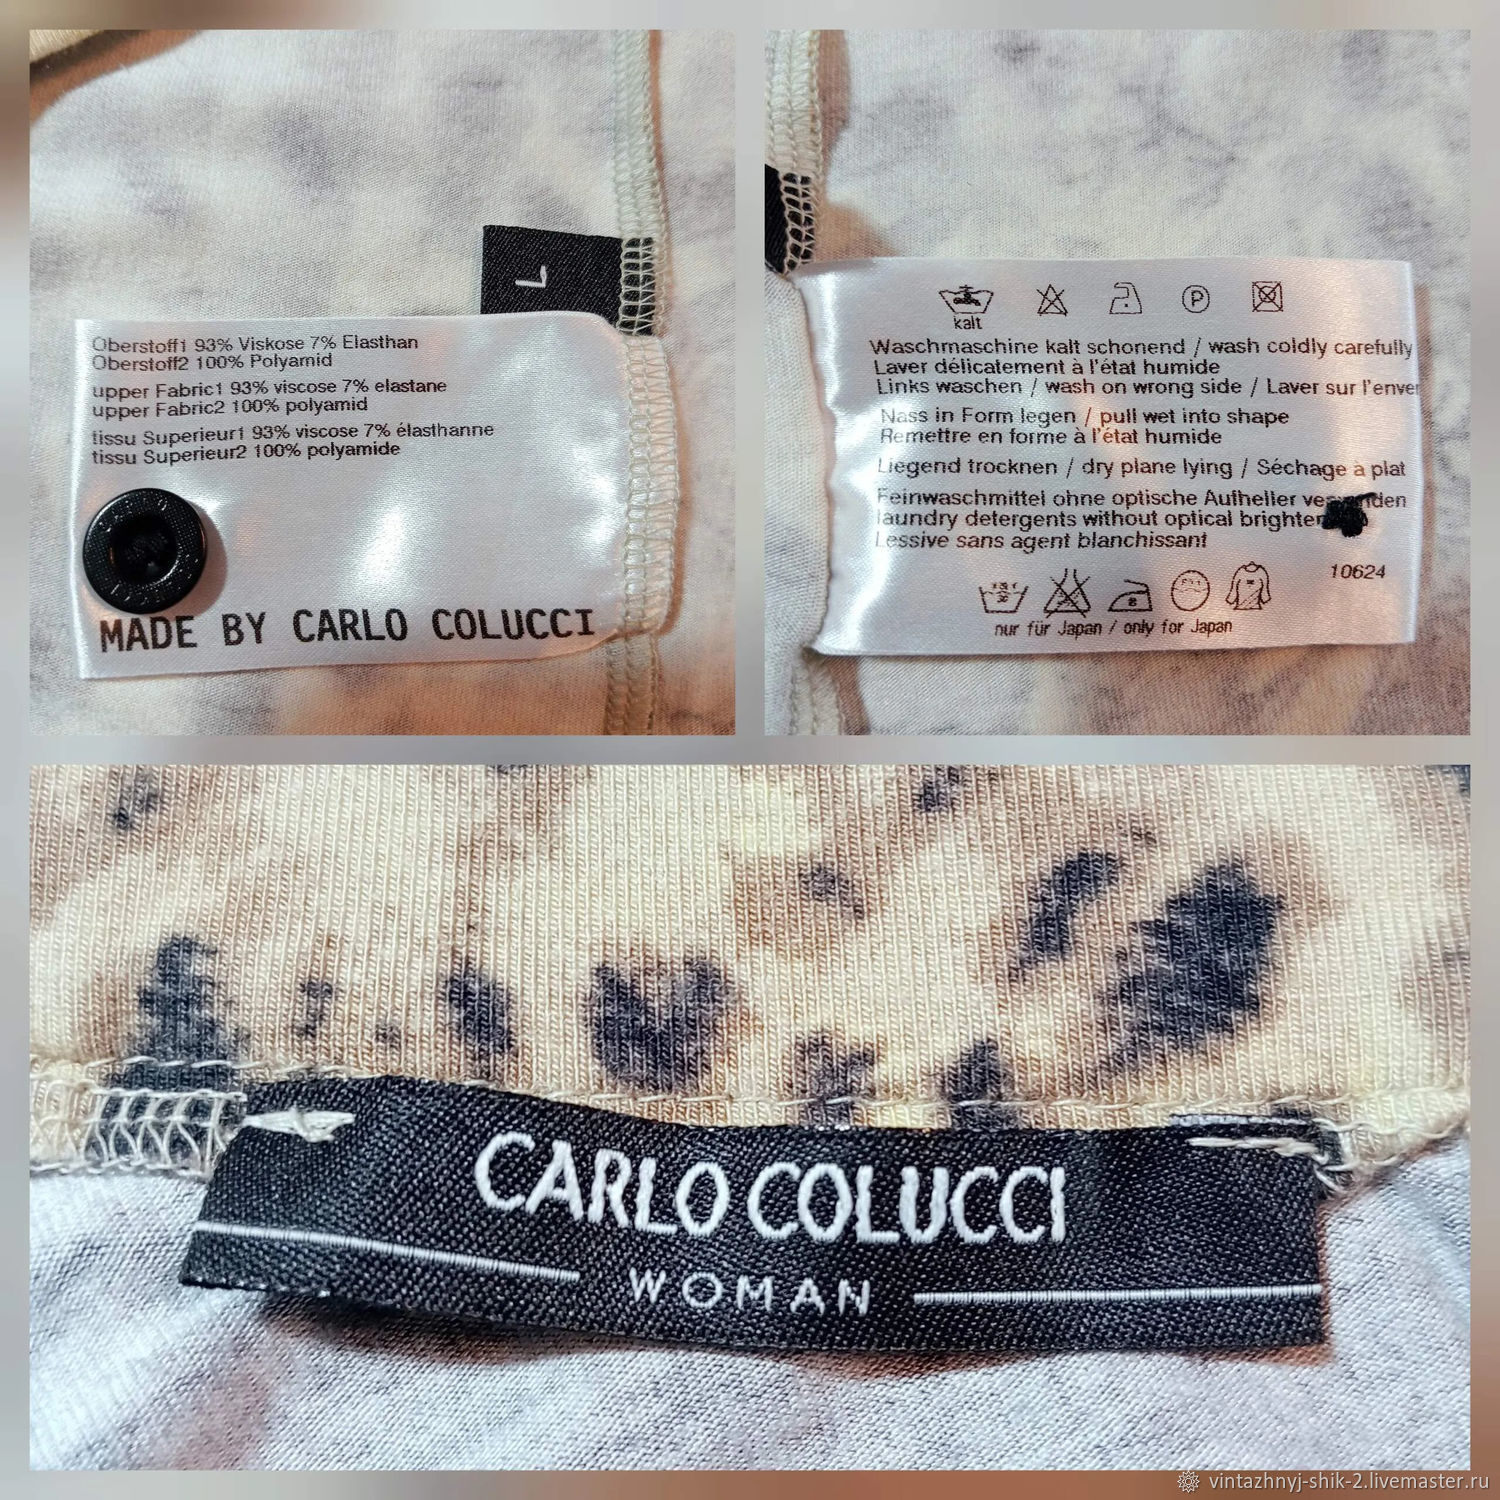 L
Oberstoff1 93% Viskose 7% Elasthan
Oberstoff2 100% Polyamid
upper Fabric1 93% viscose 7% elastane
upper Fabric2 100% polyamid
tissu Superieur1 93% viscose 7% élasthanne
tissu Superieur2 100% polyamide
MADE BY CARLO COLUCCI
P
kalt
Waschmaschine kalt schonend / wash coldly carefully
Laver délicatement à l'état humide
Links waschen / wash on wrong side / Laver sur l'enver
Nass in Form legen / pull wet into shape
Remettre en forme à l'état humide
Liegend trocknen / dry plane lying / Séchage à plat
Feinwaschmittel ohne optische Aufheller
laundry detergents without optical
Lessive sans agent blanchissant
10624
nur für Japan / only for Japan
CARLO COLUCCI
WOMAN
vintazhnyj-shik-2.livemaster.ru